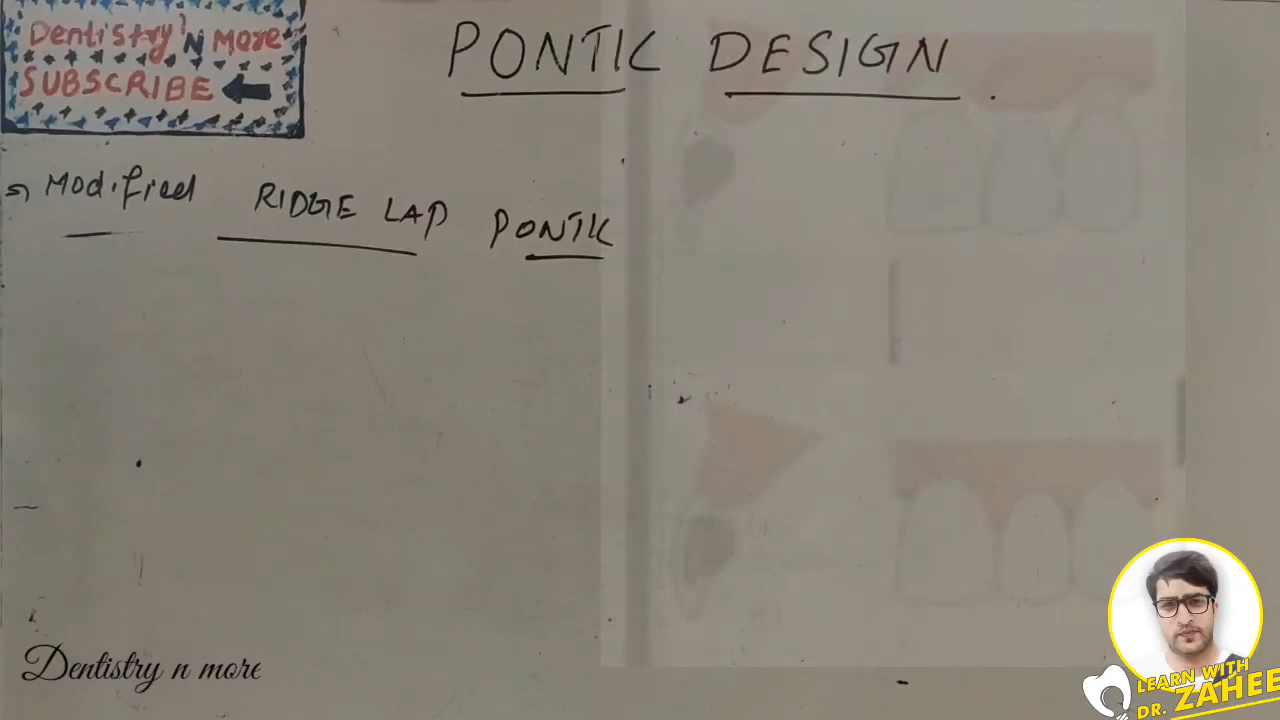 Dentistry'N More
SUBSCRIBE
PONTIC DESIGN .
Modified RIDGE LAP PONTIC
Dentistry n more
LEARN WITH
DR. ZAHEE